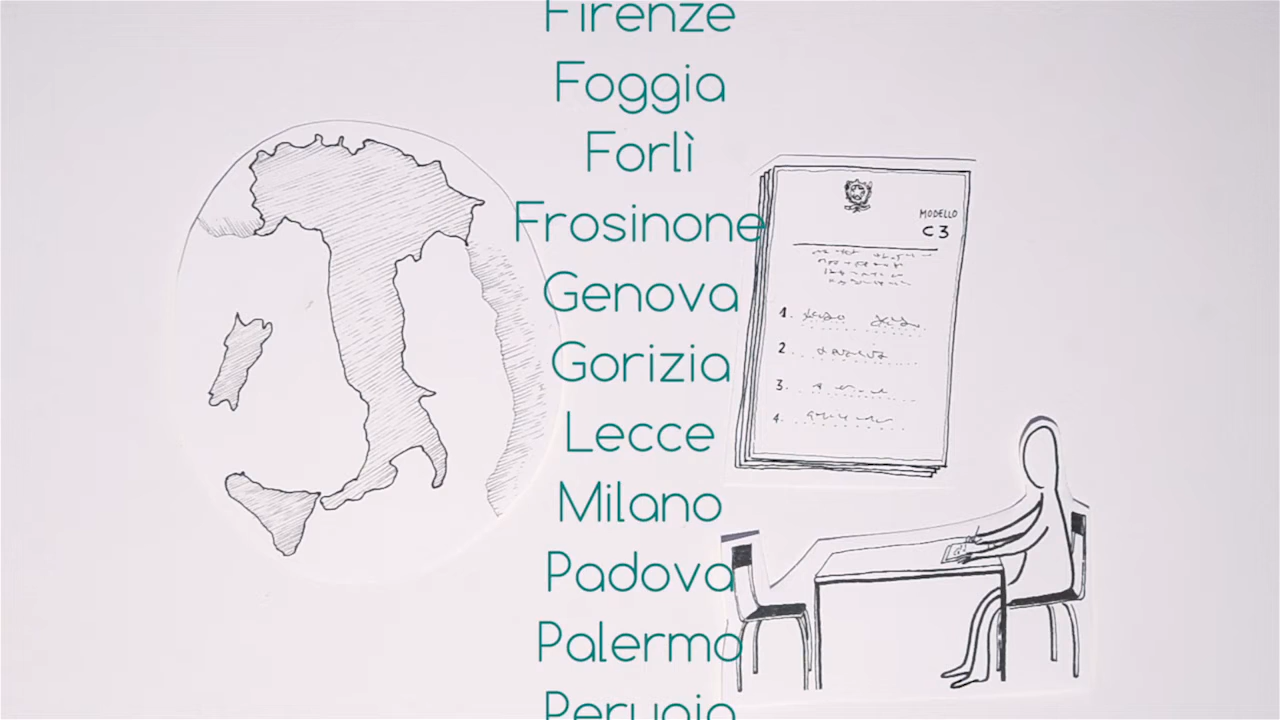 Firenze
Foggia
Forlì
Frosinone
Genova
Gorizia
Lecce
Milano
Padova
Palermo
Perugia
MODELLO
C3
1.
2.
3.
4.